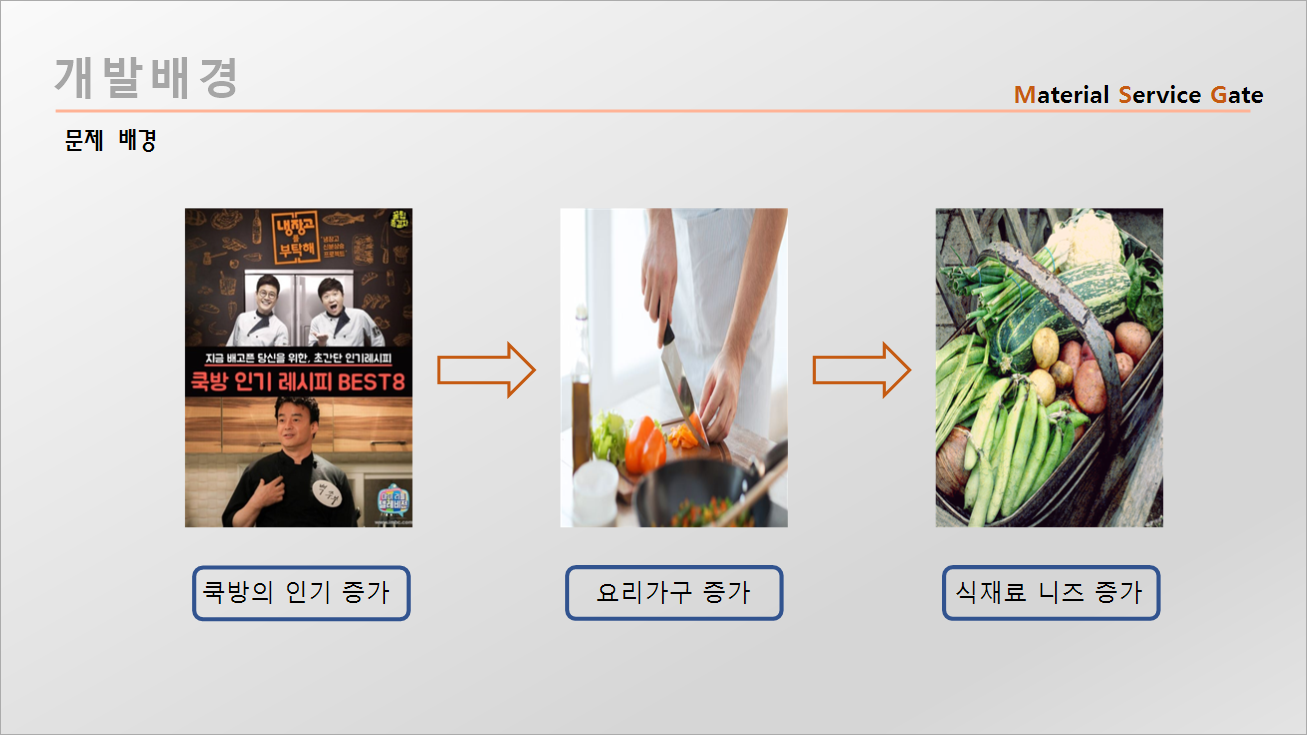 개발배경
Material Service Gate
문제 배경
냉장고
를
부탁해
지금 배고픈 당신을 위한, 초간단 인기레시피
쿡방 인기 레시피 BEST8
쿡방의 인기 증가
요리가구 증가
식재료 니즈 증가